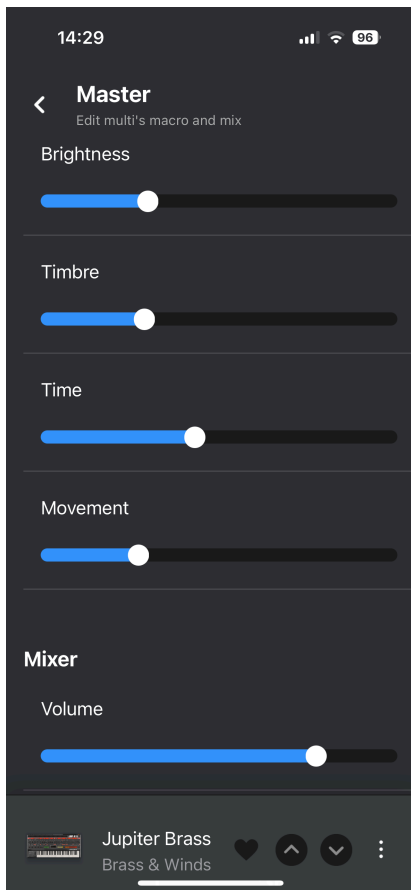 14:29
96
Master
Edit multi's macro and mix
Brightness
Timbre
Time
Movement
Mixer
Volume
Jupiter Brass
Brass & Winds